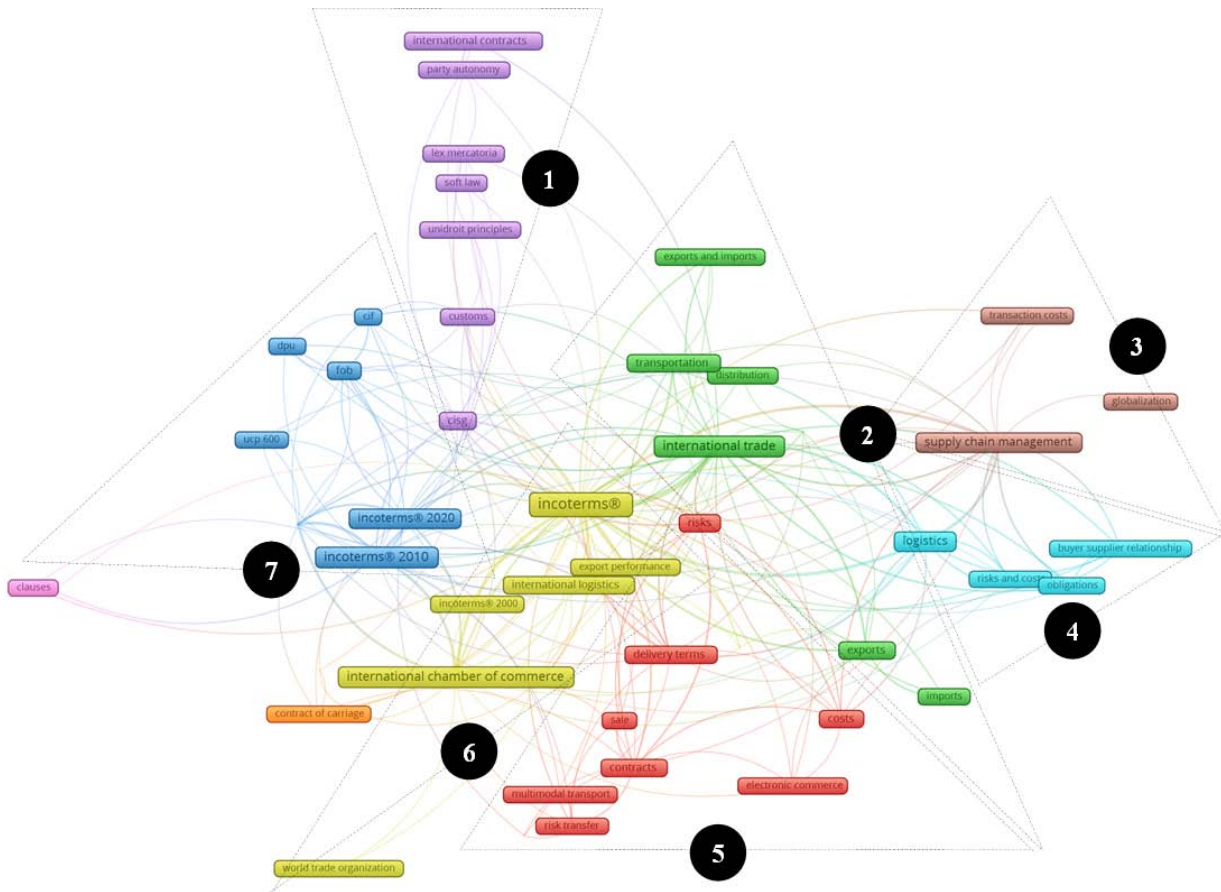 international contracts
party autonomy
lex mercatoria
1
soft law
unidroit principles
exports and imports
cif
customs
transaction costs
dpu
3
fob
transportation
distribution
globalization
cisg
ucp 600
2
international trade
supply chain management
incoterms®
incoterms® 2020
risks
logistics
buyer supplier relationship
incoterms® 2010
7
export performance
clauses
international logistics
risks and costs
obligations
incoterms® 2000
4
delivery terms
exports
international chamber of commerce
imports
contract of carriage
sale
costs
6
contracts
electronic commerce
multimodal transport
risk transfer
5
world trade organization